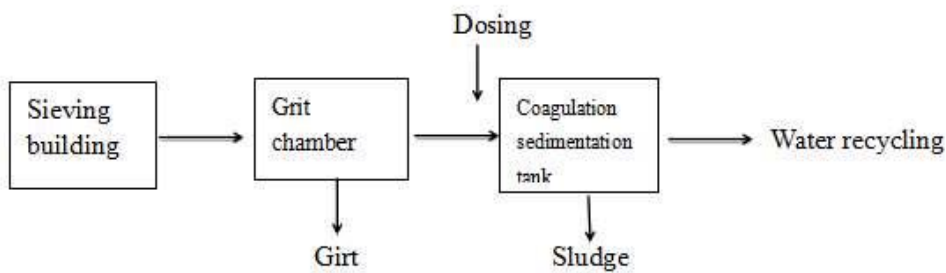 Dosing
Sieving
building
Grit
chamber
Coagulation
sedimentation
tank
Water recycling
Girt
Sludge